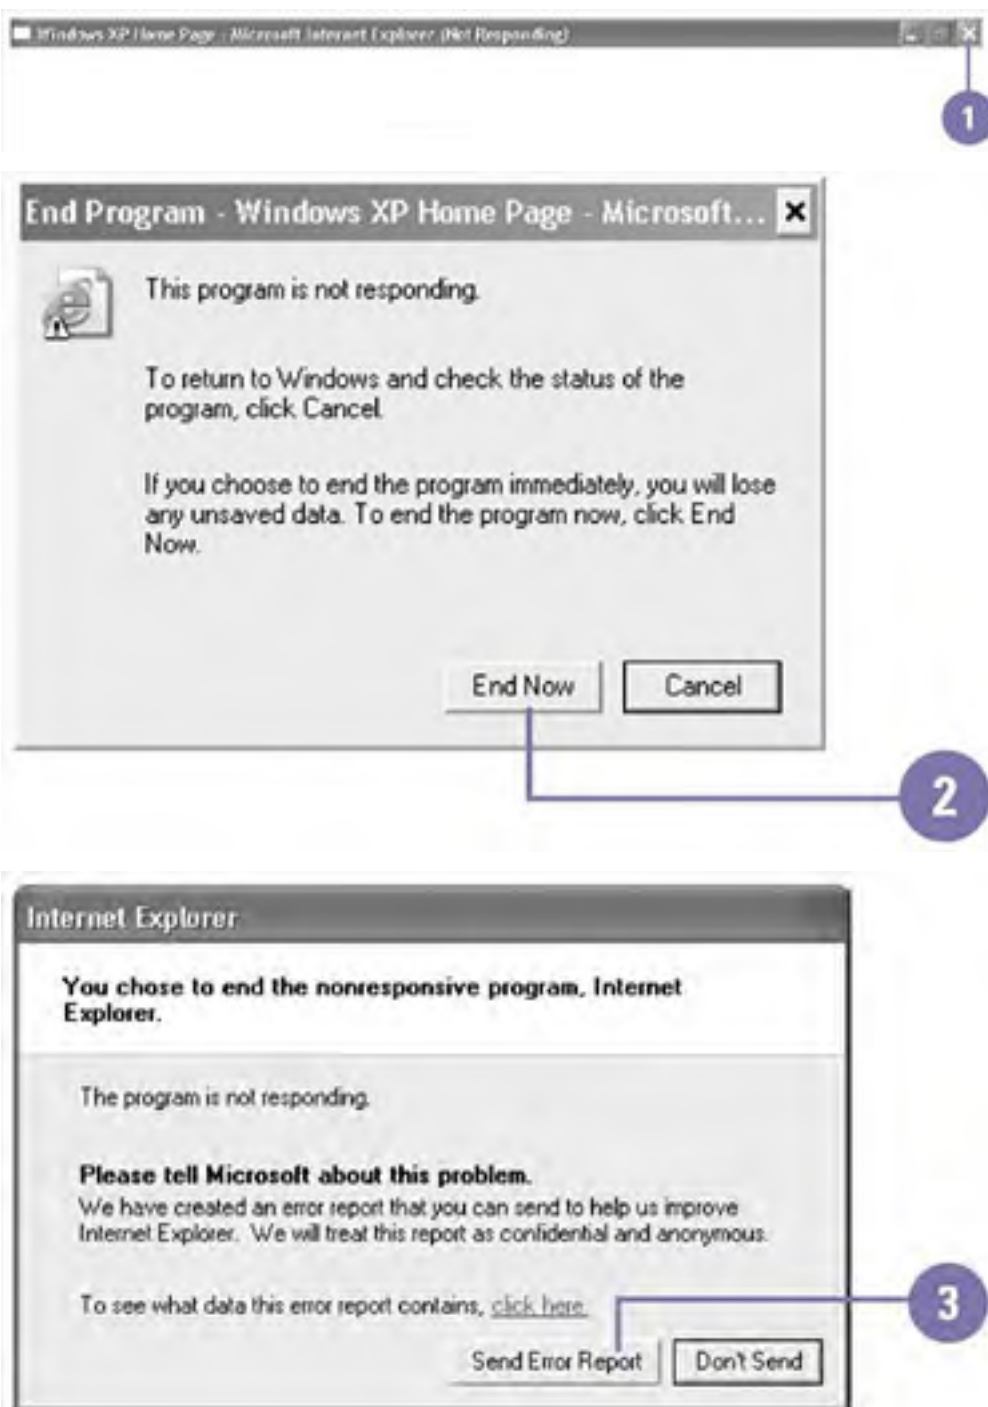 Windows XP Home Page - Microsoft Internet Explorer (Not Responding)
1
End Program - Windows XP Home Page - Microsoft...
This program is not responding.
To return to Windows and check the status of the
program, click Cancel.
If you choose to end the program immediately, you will lose
any unsaved data. To end the program now, click End
Now.
End Now
Cancel
2
Internet Explorer
You chose to end the nonresponsive program, Internet
Explorer.
The program is not responding.
Please tell Microsoft about this problem.
We have created an error report that you can send to help us improve
Internet Explorer. We will treat this report as confidential and anonymous.
To see what data this error report contains, click here.
3
Send Error Report
Don't Send